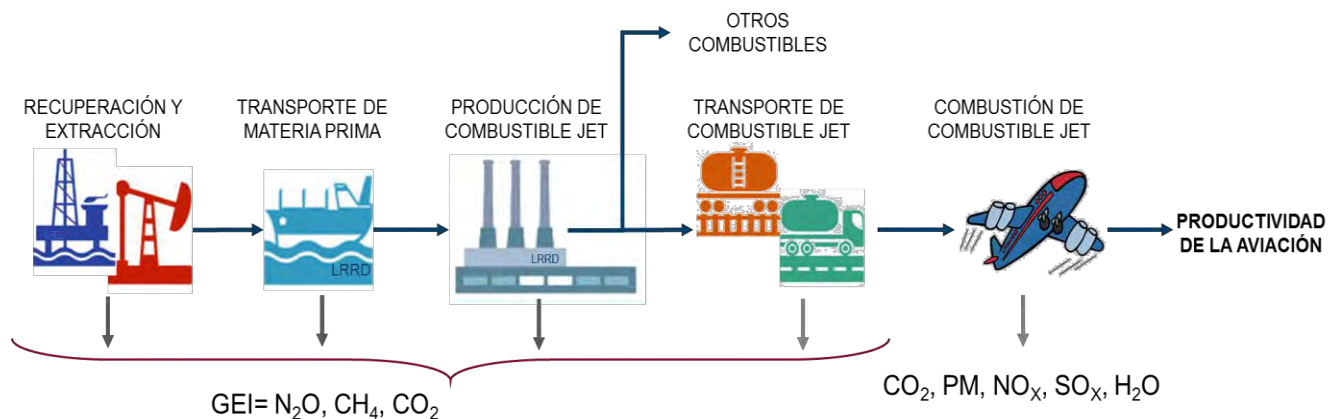 OTROS
COMBUSTIBLES
RECUPERACIÓN Y
EXTRACCIÓN
TRANSPORTE DE
MATERIA PRIMA
PRODUCCIÓN DE
COMBUSTIBLE JET
TRANSPORTE DE
COMBUSTIBLE JET
COMBUSTIÓN DE
COMBUSTIBLE JET
LRRD
LRRD
PRODUCTIVIDAD
DE LA AVIACIÓN
GEI= N₂O, CH₄, CO₂
CO₂, PM, NOₓ, SOₓ, H₂O